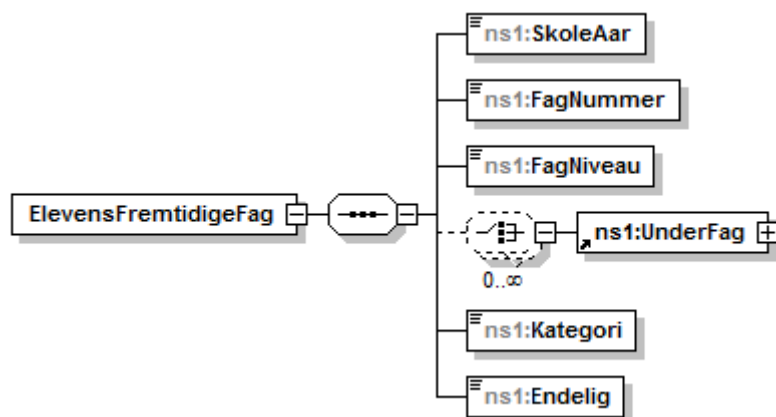 ns1:SkoleAar
ns1:FagNummer
ns1:FagNiveau
ElevensFremtidigeFag
ns1:UnderFag
0..∞
ns1:Kategori
ns1:Endelig